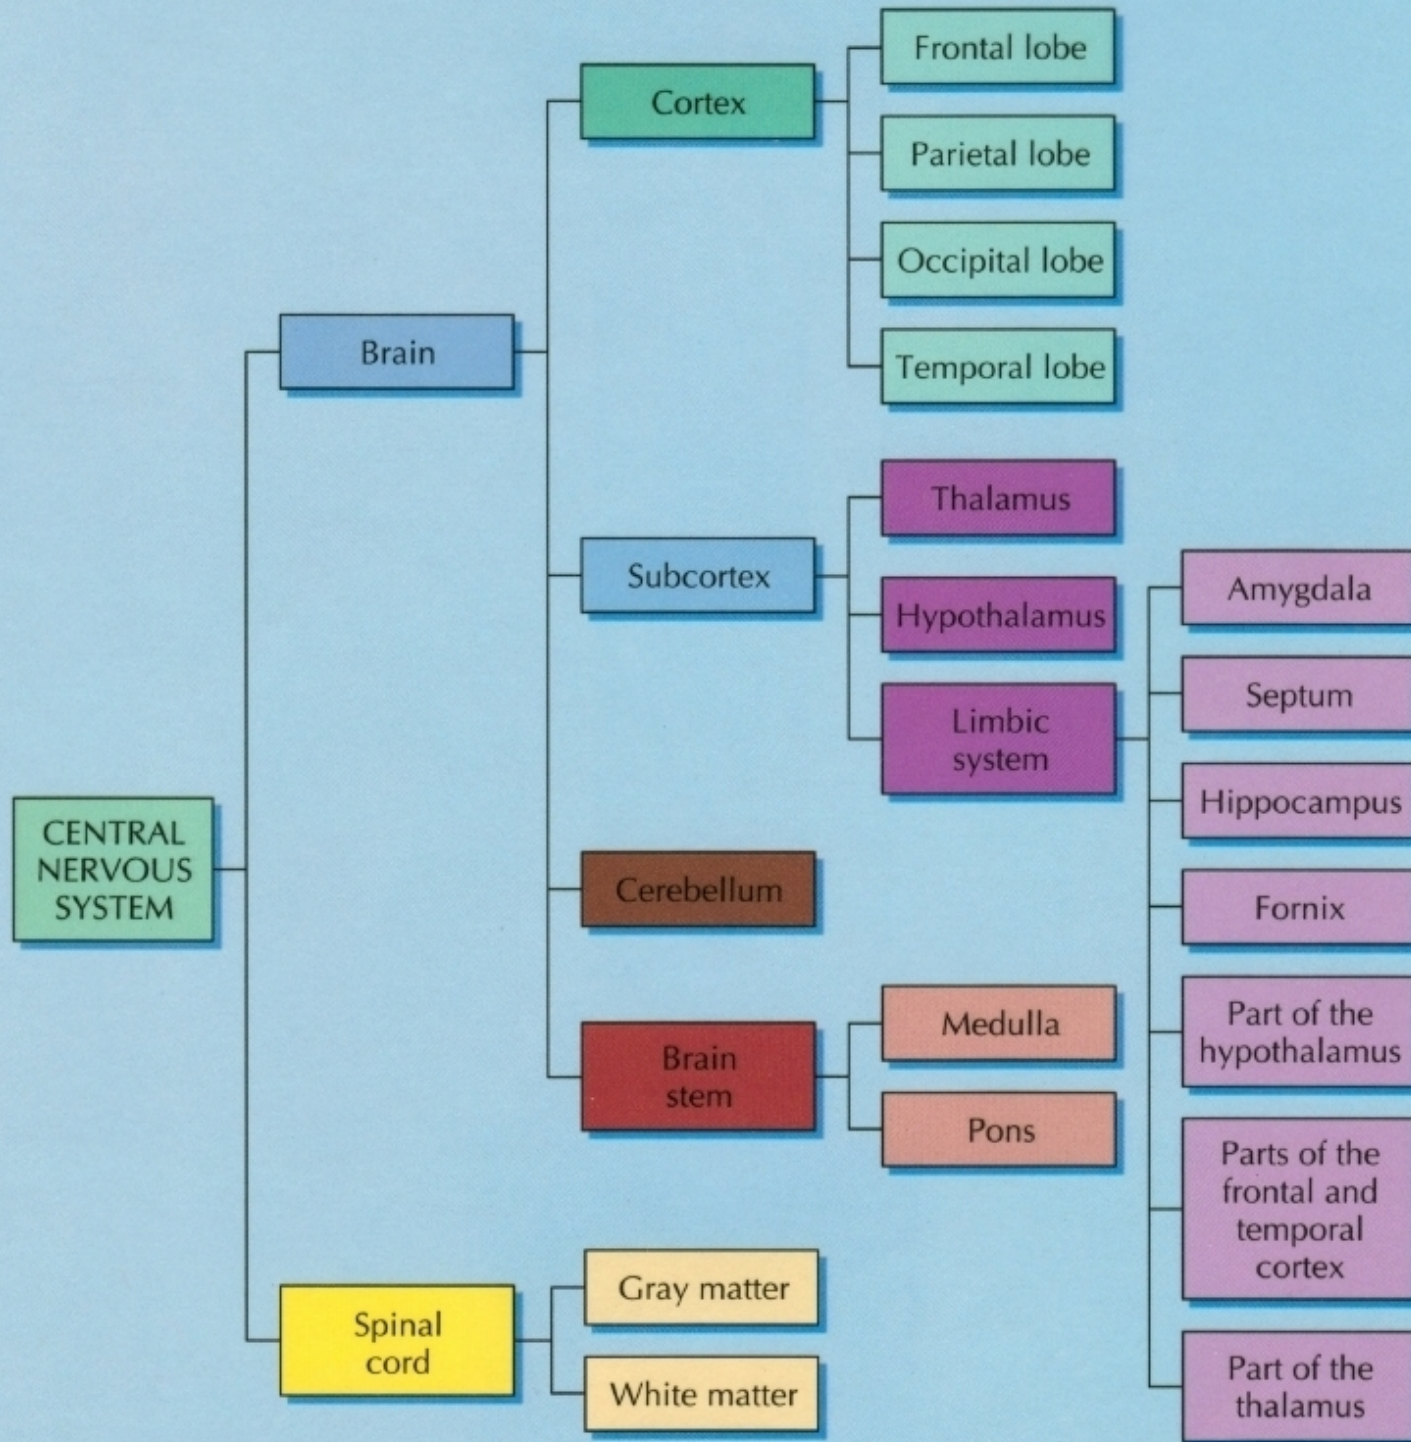 Frontal lobe
Cortex
Parietal lobe
Occipital lobe
Brain
Temporal lobe
Thalamus
Subcortex
Amygdala
Hypothalamus
Septum
Limbic
system
Hippocampus
CENTRAL
NERVOUS
SYSTEM
Cerebellum
Fornix
Medulla
Part of the
hypothalamus
Brain
stem
Pons
Parts of the
frontal and
temporal
cortex
Gray matter
Spinal
cord
White matter
Part of the
thalamus